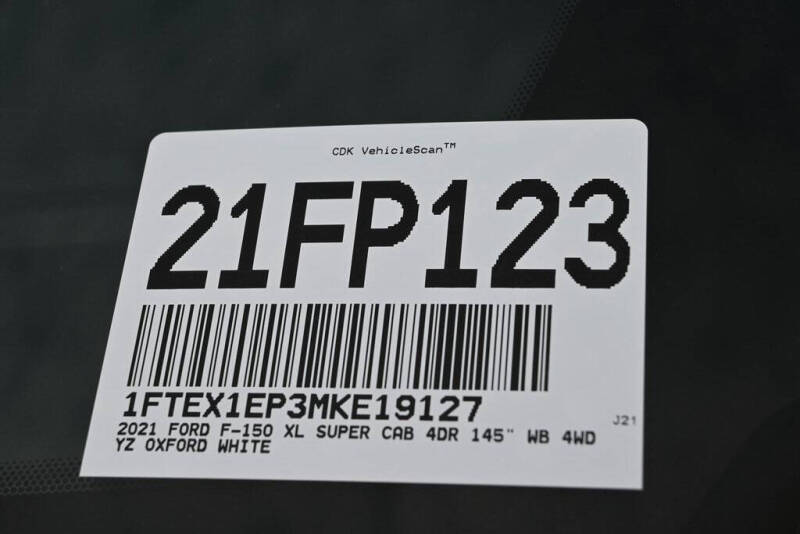 CDK VehicleScan™
21FP123
1FTEX1EP3MKE19127
2021 FORD F-150 XL SUPER CAB 4DR 145" WB 4WD
YZ OXFORD WHITE
J21